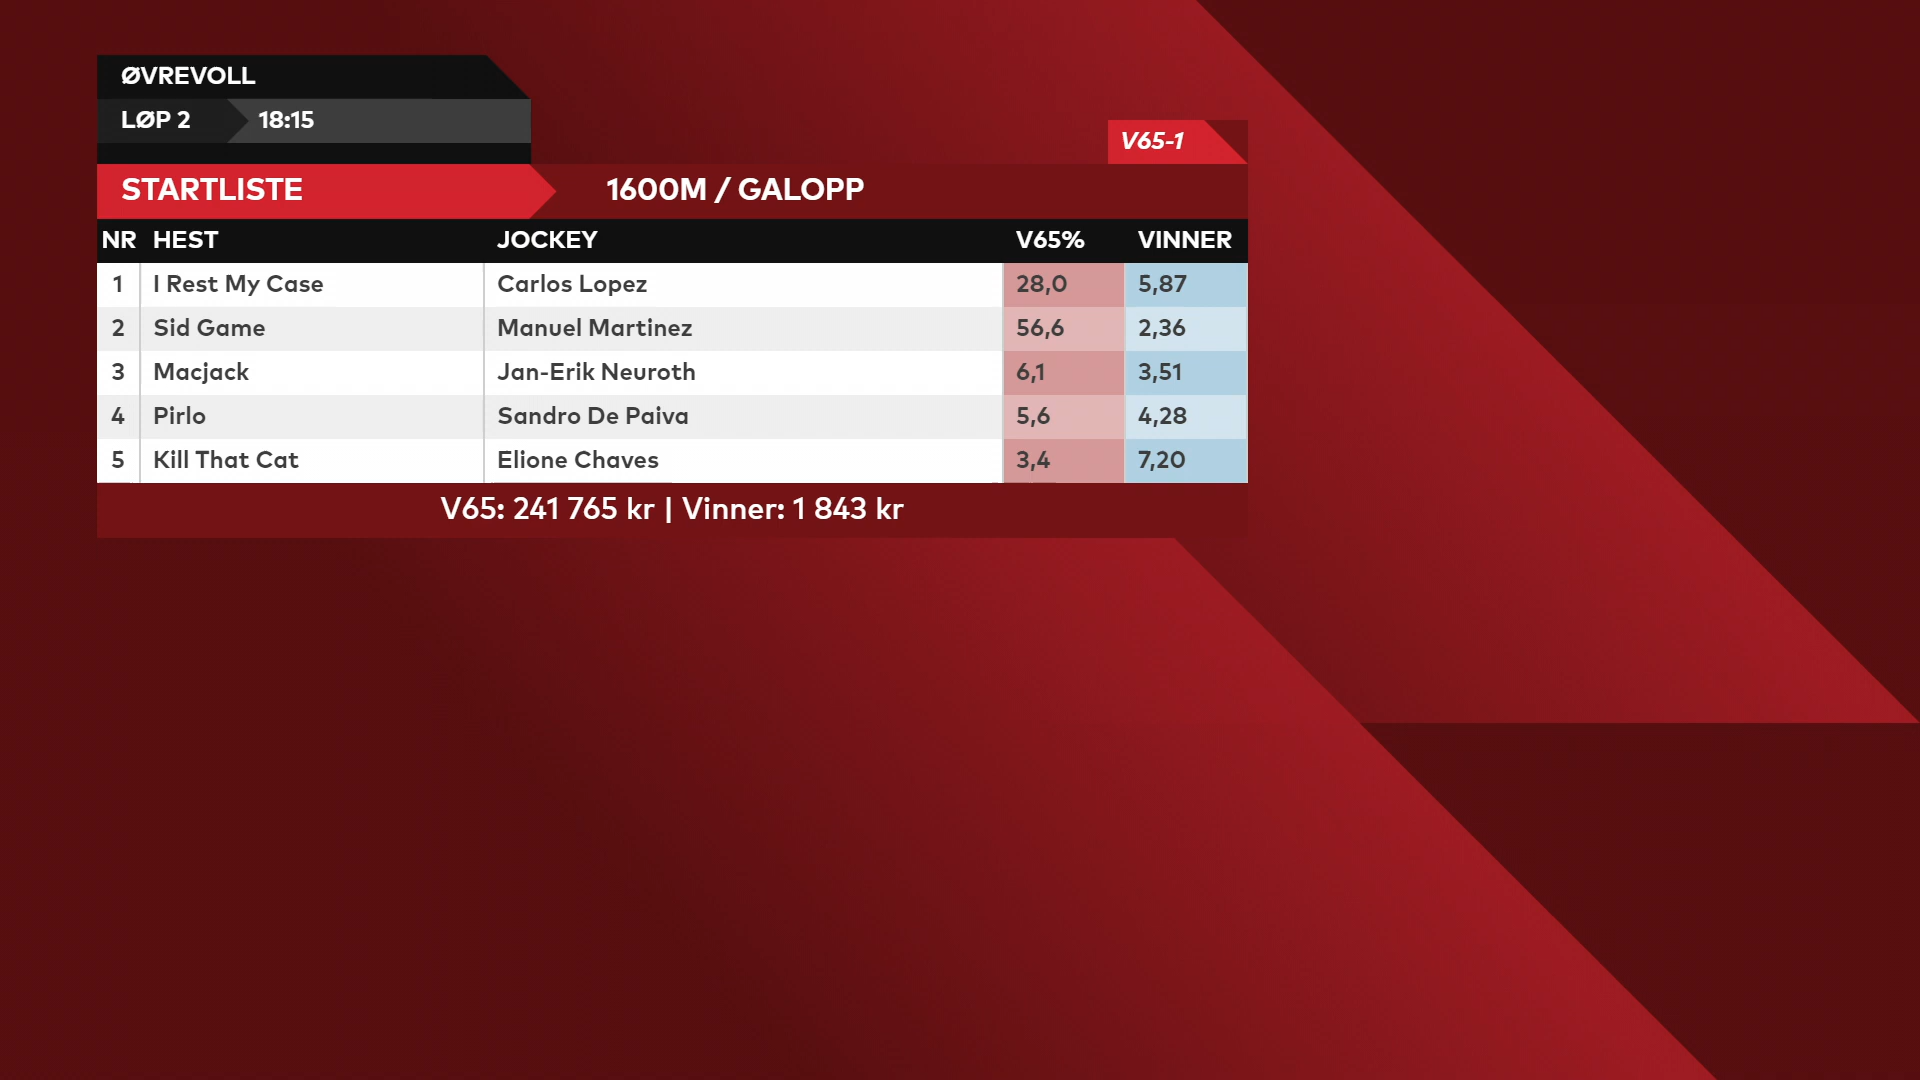 ØVREVOLL
LØP 2 18:15
V65-1
STARTLISTE 1600M / GALOPP
NR HEST JOCKEY V65% VINNER
1 I Rest My Case Carlos Lopez 28,0 5,87
2 Sid Game Manuel Martinez 56,6 2,36
3 Macjack Jan-Erik Neuroth 6,1 3,51
4 Pirlo Sandro De Paiva 5,6 4,28
5 Kill That Cat Elione Chaves 3,4 7,20
V65: 241 765 kr | Vinner: 1 843 kr